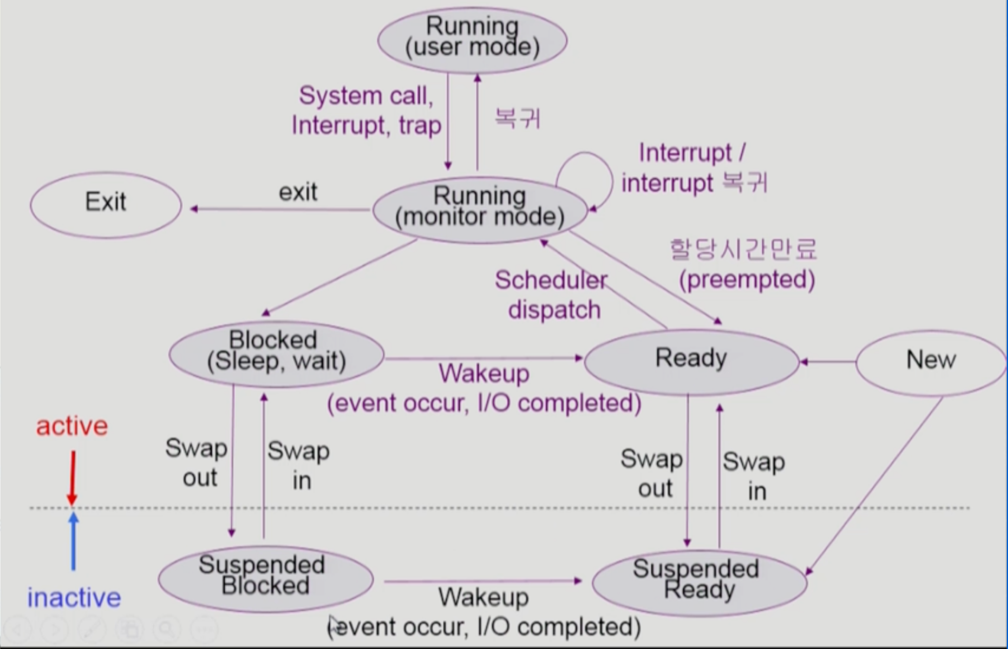 Running
(user mode)
System call,
Interrupt, trap
복귀
Interrupt /
interrupt 복귀
Exit
exit
Running
(monitor mode)
할당시간만료
(preempted)
Scheduler
dispatch
Blocked
(Sleep, wait)
Ready
New
Wakeup
(event occur, I/O completed)
active
Swap
out
Swap
in
Swap
out
Swap
in
inactive
Suspended
Blocked
Suspended
Ready
Wakeup
(event occur, I/O completed)